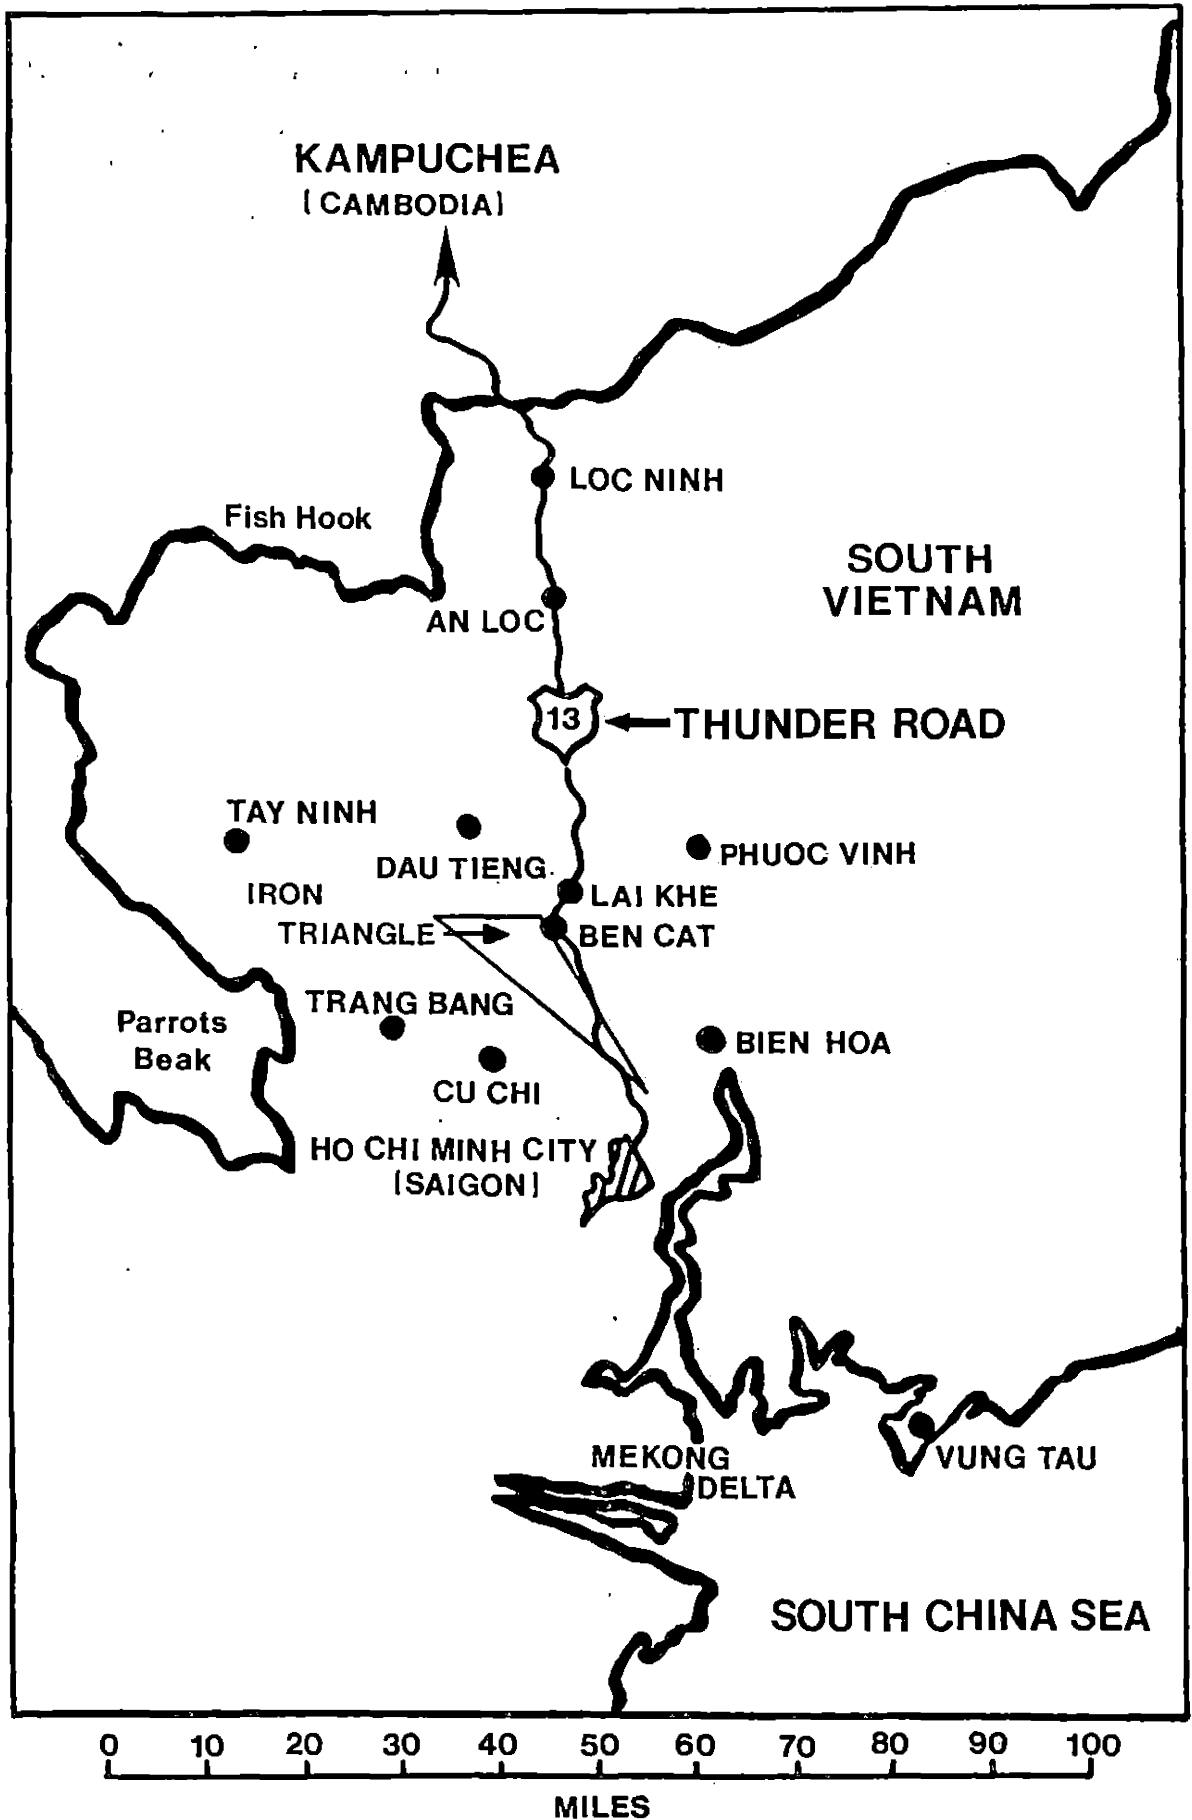 KAMPUCHEA
[CAMBODIA]
LOC NINH
Fish Hook
SOUTH
VIETNAM
AN LOC
13
THUNDER ROAD
TAY NINH
DAU TIENG
PHUOC VINH
IRON
TRIANGLE
LAI KHE
BEN CAT
TRANG BANG
Parrots
Beak
BIEN HOA
CU CHI
HO CHI MINH CITY
[SAIGON]
MEKONG
DELTA
VUNG TAU
SOUTH CHINA SEA
0 10 20 30 40 50 60 70 80 90 100
MILES